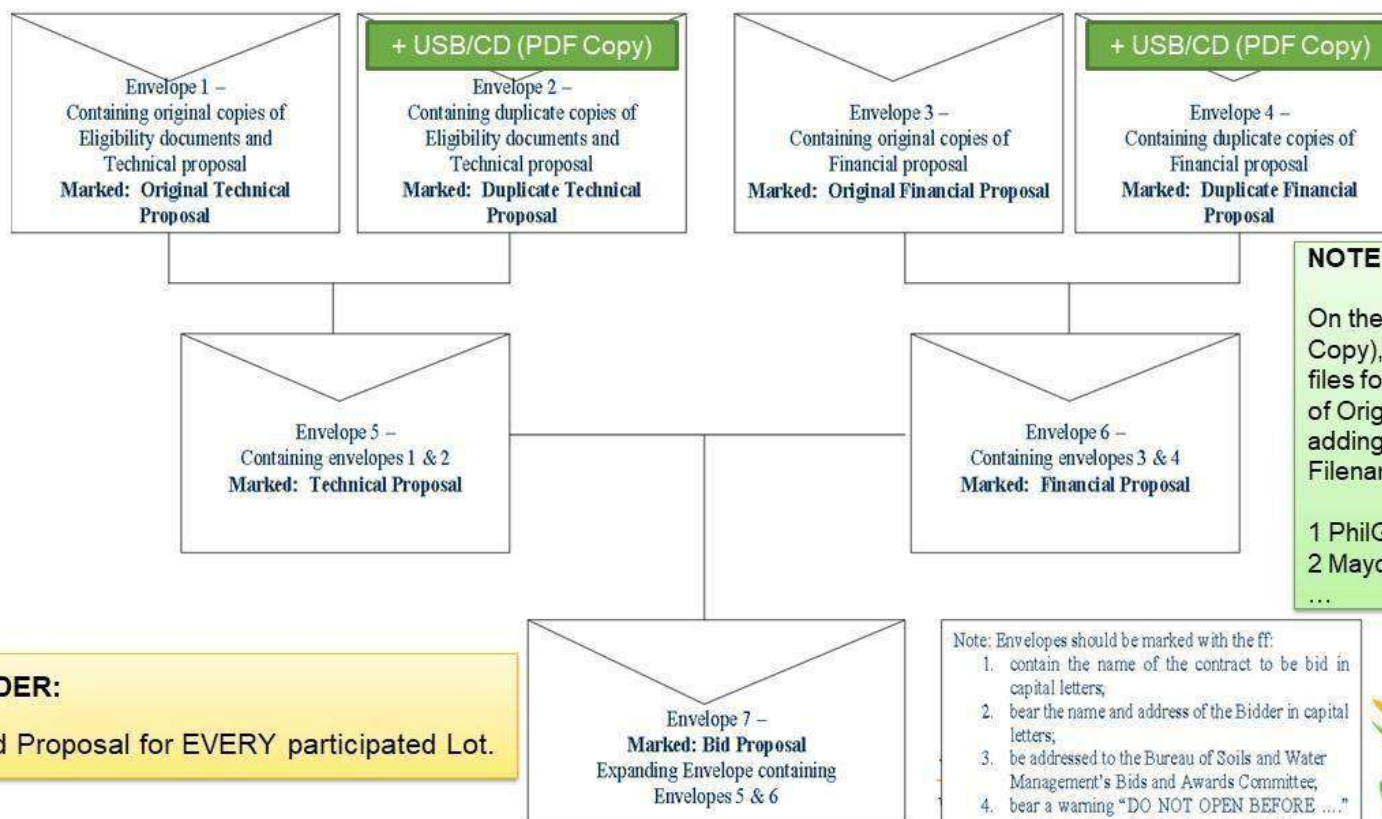 Envelope 1 –
Containing original copies of
Eligibility documents and
Technical proposal
Marked: Original Technical
Proposal
+ USB/CD (PDF Copy)
Envelope 2 –
Containing duplicate copies of
Eligibility documents and
Technical proposal
Marked: Duplicate Technical
Proposal
Envelope 3 –
Containing original copies of
Financial proposal
Marked: Original Financial Proposal
+ USB/CD (PDF Copy)
Envelope 4 –
Containing duplicate copies of
Financial proposal
Marked: Duplicate Financial
Proposal
NOTE
On the
Copy),
files fo
of Orig
adding
Filenar
1 PhilG
2 Mayo
...
Envelope 5 –
Containing envelopes 1 & 2
Marked: Technical Proposal
Envelope 6 –
Containing envelopes 3 & 4
Marked: Financial Proposal
DER:
d Proposal for EVERY participated Lot.
Envelope 7 –
Marked: Bid Proposal
Expanding Envelope containing
Envelopes 5 & 6
Note: Envelopes should be marked with the ff:
1. contain the name of the contract to be bid in
capital letters;
2. bear the name and address of the Bidder in capital
letters;
3. be addressed to the Bureau of Soils and Water
Management's Bids and Awards Committee;
4. bear a warning "DO NOT OPEN BEFORE ...."